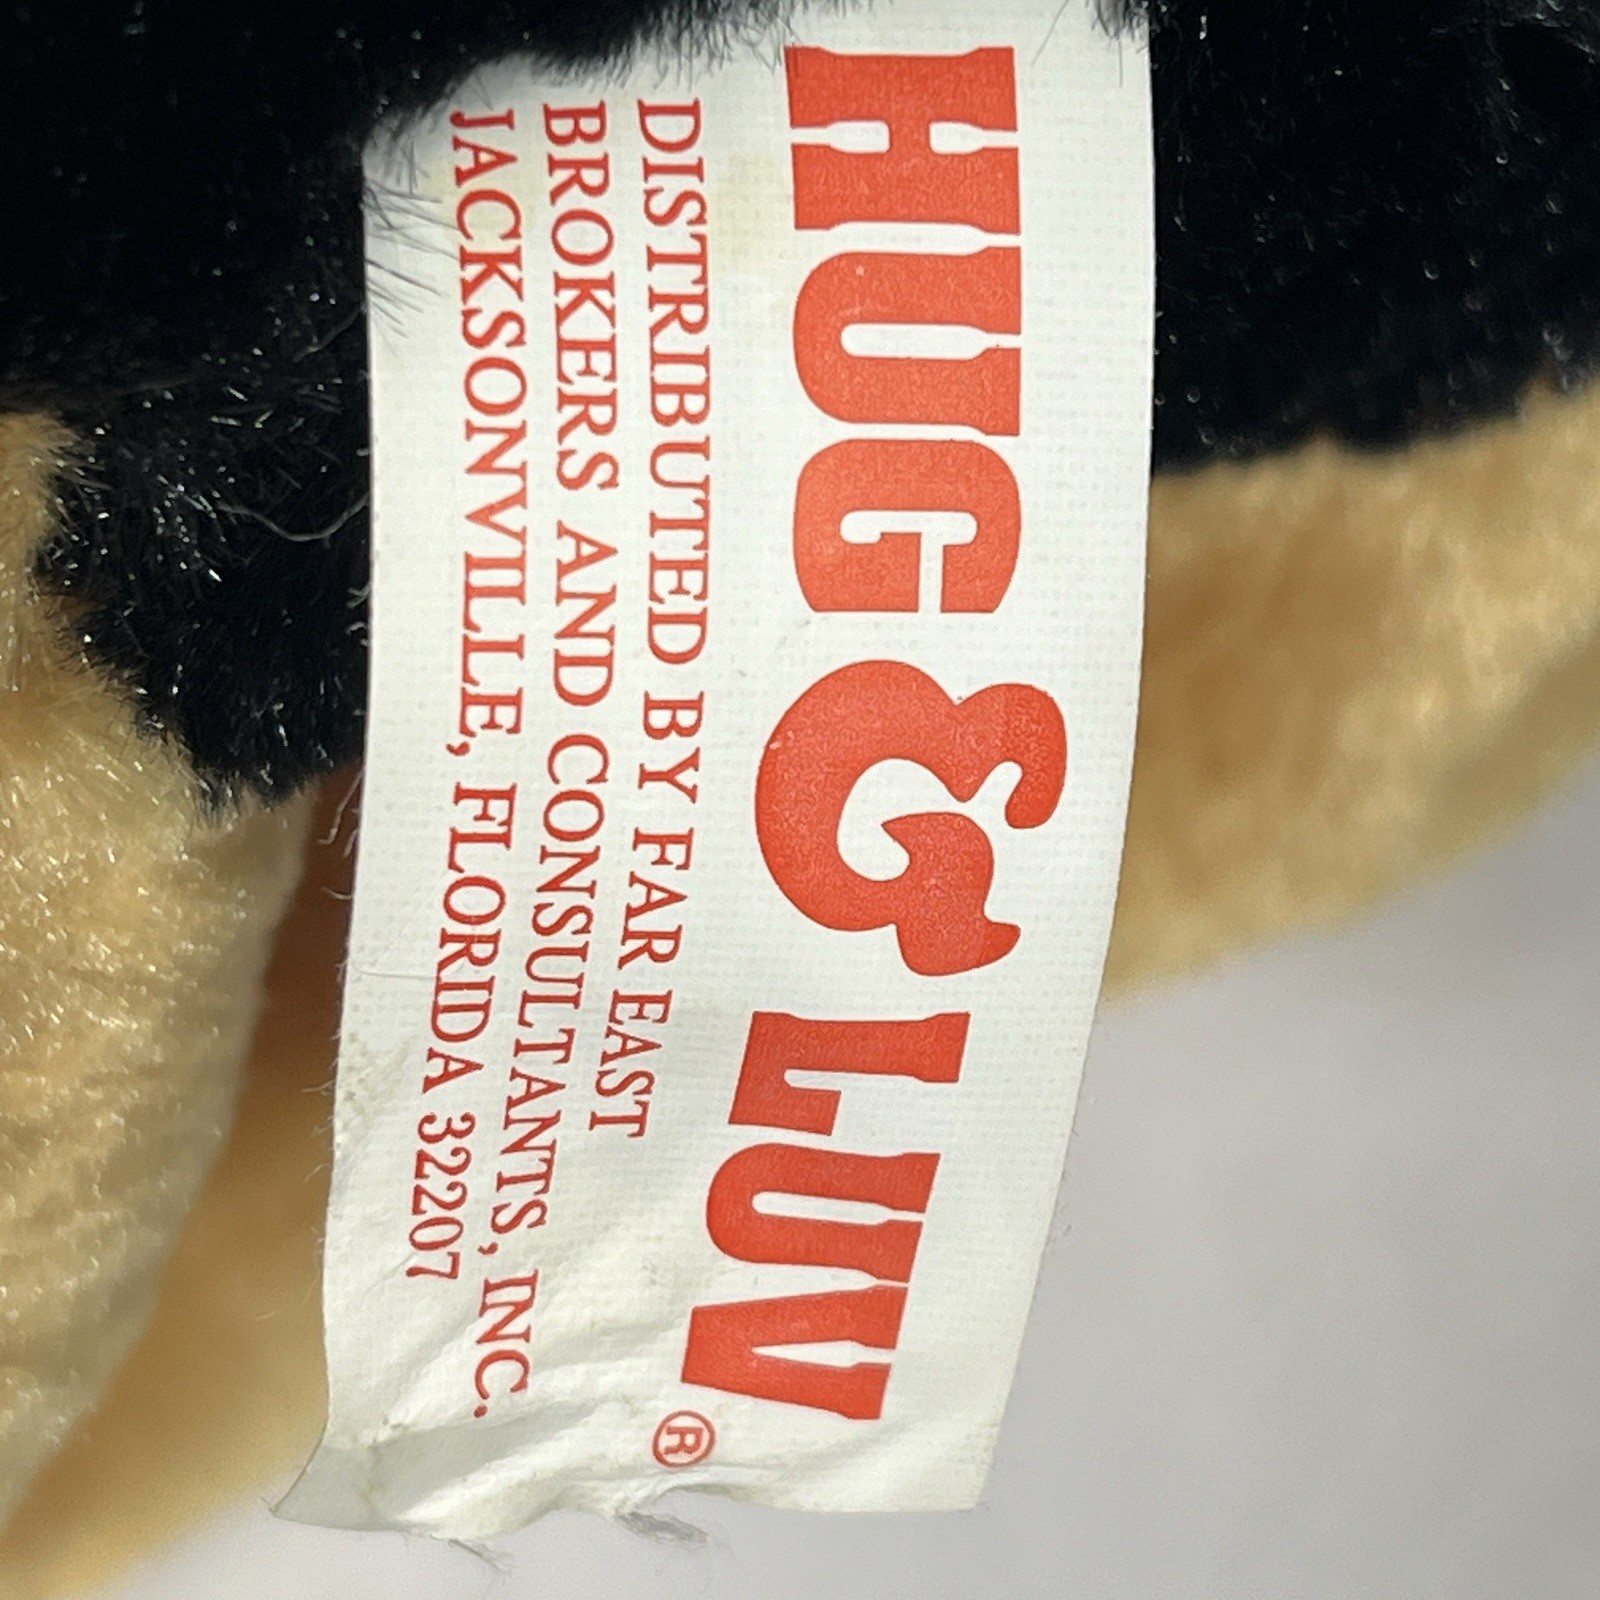 HUG & LUV®
DISTRIBUTED BY FAR EAST
BROKERS AND CONSULTANTS, INC.
JACKSONVILLE, FLORIDA 32207